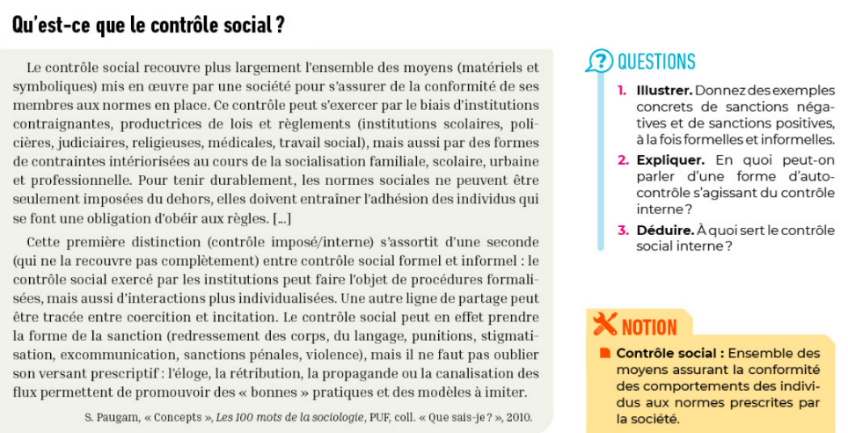 Qu'est-ce que le contrôle social ?
Le contrôle social recouvre plus largement l'ensemble des moyens (matériels et
symboliques) mis en œuvre par une société pour s'assurer de la conformité de ses
membres aux normes en place. Ce contrôle peut s'exercer par le biais d'institutions
contraignantes, productrices de lois et règlements (institutions scolaires, poli-
cières, judiciaires, religieuses, médicales, travail social), mais aussi par des formes
de contraintes intériorisées au cours de la socialisation familiale, scolaire, urbaine
et professionnelle. Pour tenir durablement, les normes sociales ne peuvent être
seulement imposées du dehors, elles doivent entraîner l'adhésion des individus qui
se font une obligation d'obéir aux règles. [...]
Cette première distinction (contrôle imposé/interne) s'assortit d'une seconde
(qui ne la recouvre pas complètement) entre contrôle social formel et informel : le
contrôle social exercé par les institutions peut faire l'objet de procédures formali-
sées, mais aussi d'interactions plus individualisées. Une autre ligne de partage peut
être tracée entre coercition et incitation. Le contrôle social peut en effet prendre
la forme de la sanction (redressement des corps, du langage, punitions, stigmati-
sation, excommunication, sanctions pénales, violence), mais il ne faut pas oublier
son versant prescriptif : l'éloge, la rétribution, la propagande ou la canalisation des
flux permettent de promouvoir des « bonnes » pratiques et des modèles à imiter.
S. Paugam, « Concepts », Les 100 mots de la sociologie, PUF, coll. « Que sais-je ? », 2010.
? QUESTIONS
1. Illustrer. Donnez des exemples
concrets de sanctions néga-
tives et de sanctions positives,
à la fois formelles et informelles.
2. Expliquer. En quoi peut-on
parler d'une forme d'auto-
contrôle s'agissant du contrôle
interne ?
3. Déduire. À quoi sert le contrôle
social interne ?
NOTION
Contrôle social : Ensemble des
moyens assurant la conformité
des comportements des indivi-
dus aux normes prescrites par
la société.